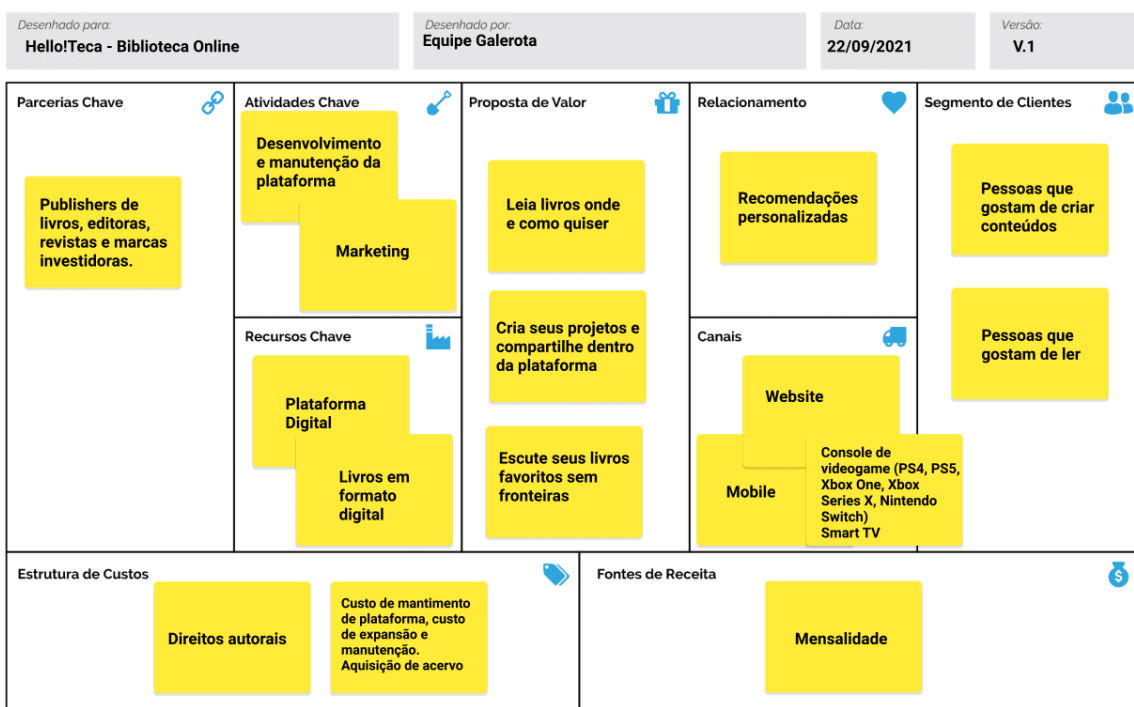 Desenhado para:
Hello!Teca - Biblioteca Online
Desenhado por:
Equipe Galerota
Data:
22/09/2021
Versão:
V.1
Parcerias Chave
Publishers de
livros, editoras,
revistas e marcas
investidoras.
Atividades Chave
Desenvolvimento
e manutenção da
plataforma
Marketing
Recursos Chave
Plataforma
Digital
Livros em
formato
digital
Proposta de Valor
Leia livros onde
e como quiser
Cria seus projetos e
compartilhe dentro
da plataforma
Escute seus livros
favoritos sem
fronteiras
Relacionamento
Recomendações
personalizadas
Canais
Website
Mobile
Console de
videogame (PS4, PS5,
Xbox One, Xbox
Series X, Nintendo
Switch)
Smart TV
Segmento de Clientes
Pessoas que
gostam de criar
conteúdos
Pessoas que
gostam de ler
Estrutura de Custos
Direitos autorais
Custo de mantimento
de plataforma, custo
de expansão e
manutenção.
Aquisição de acervo
Fontes de Receita
$
Mensalidade